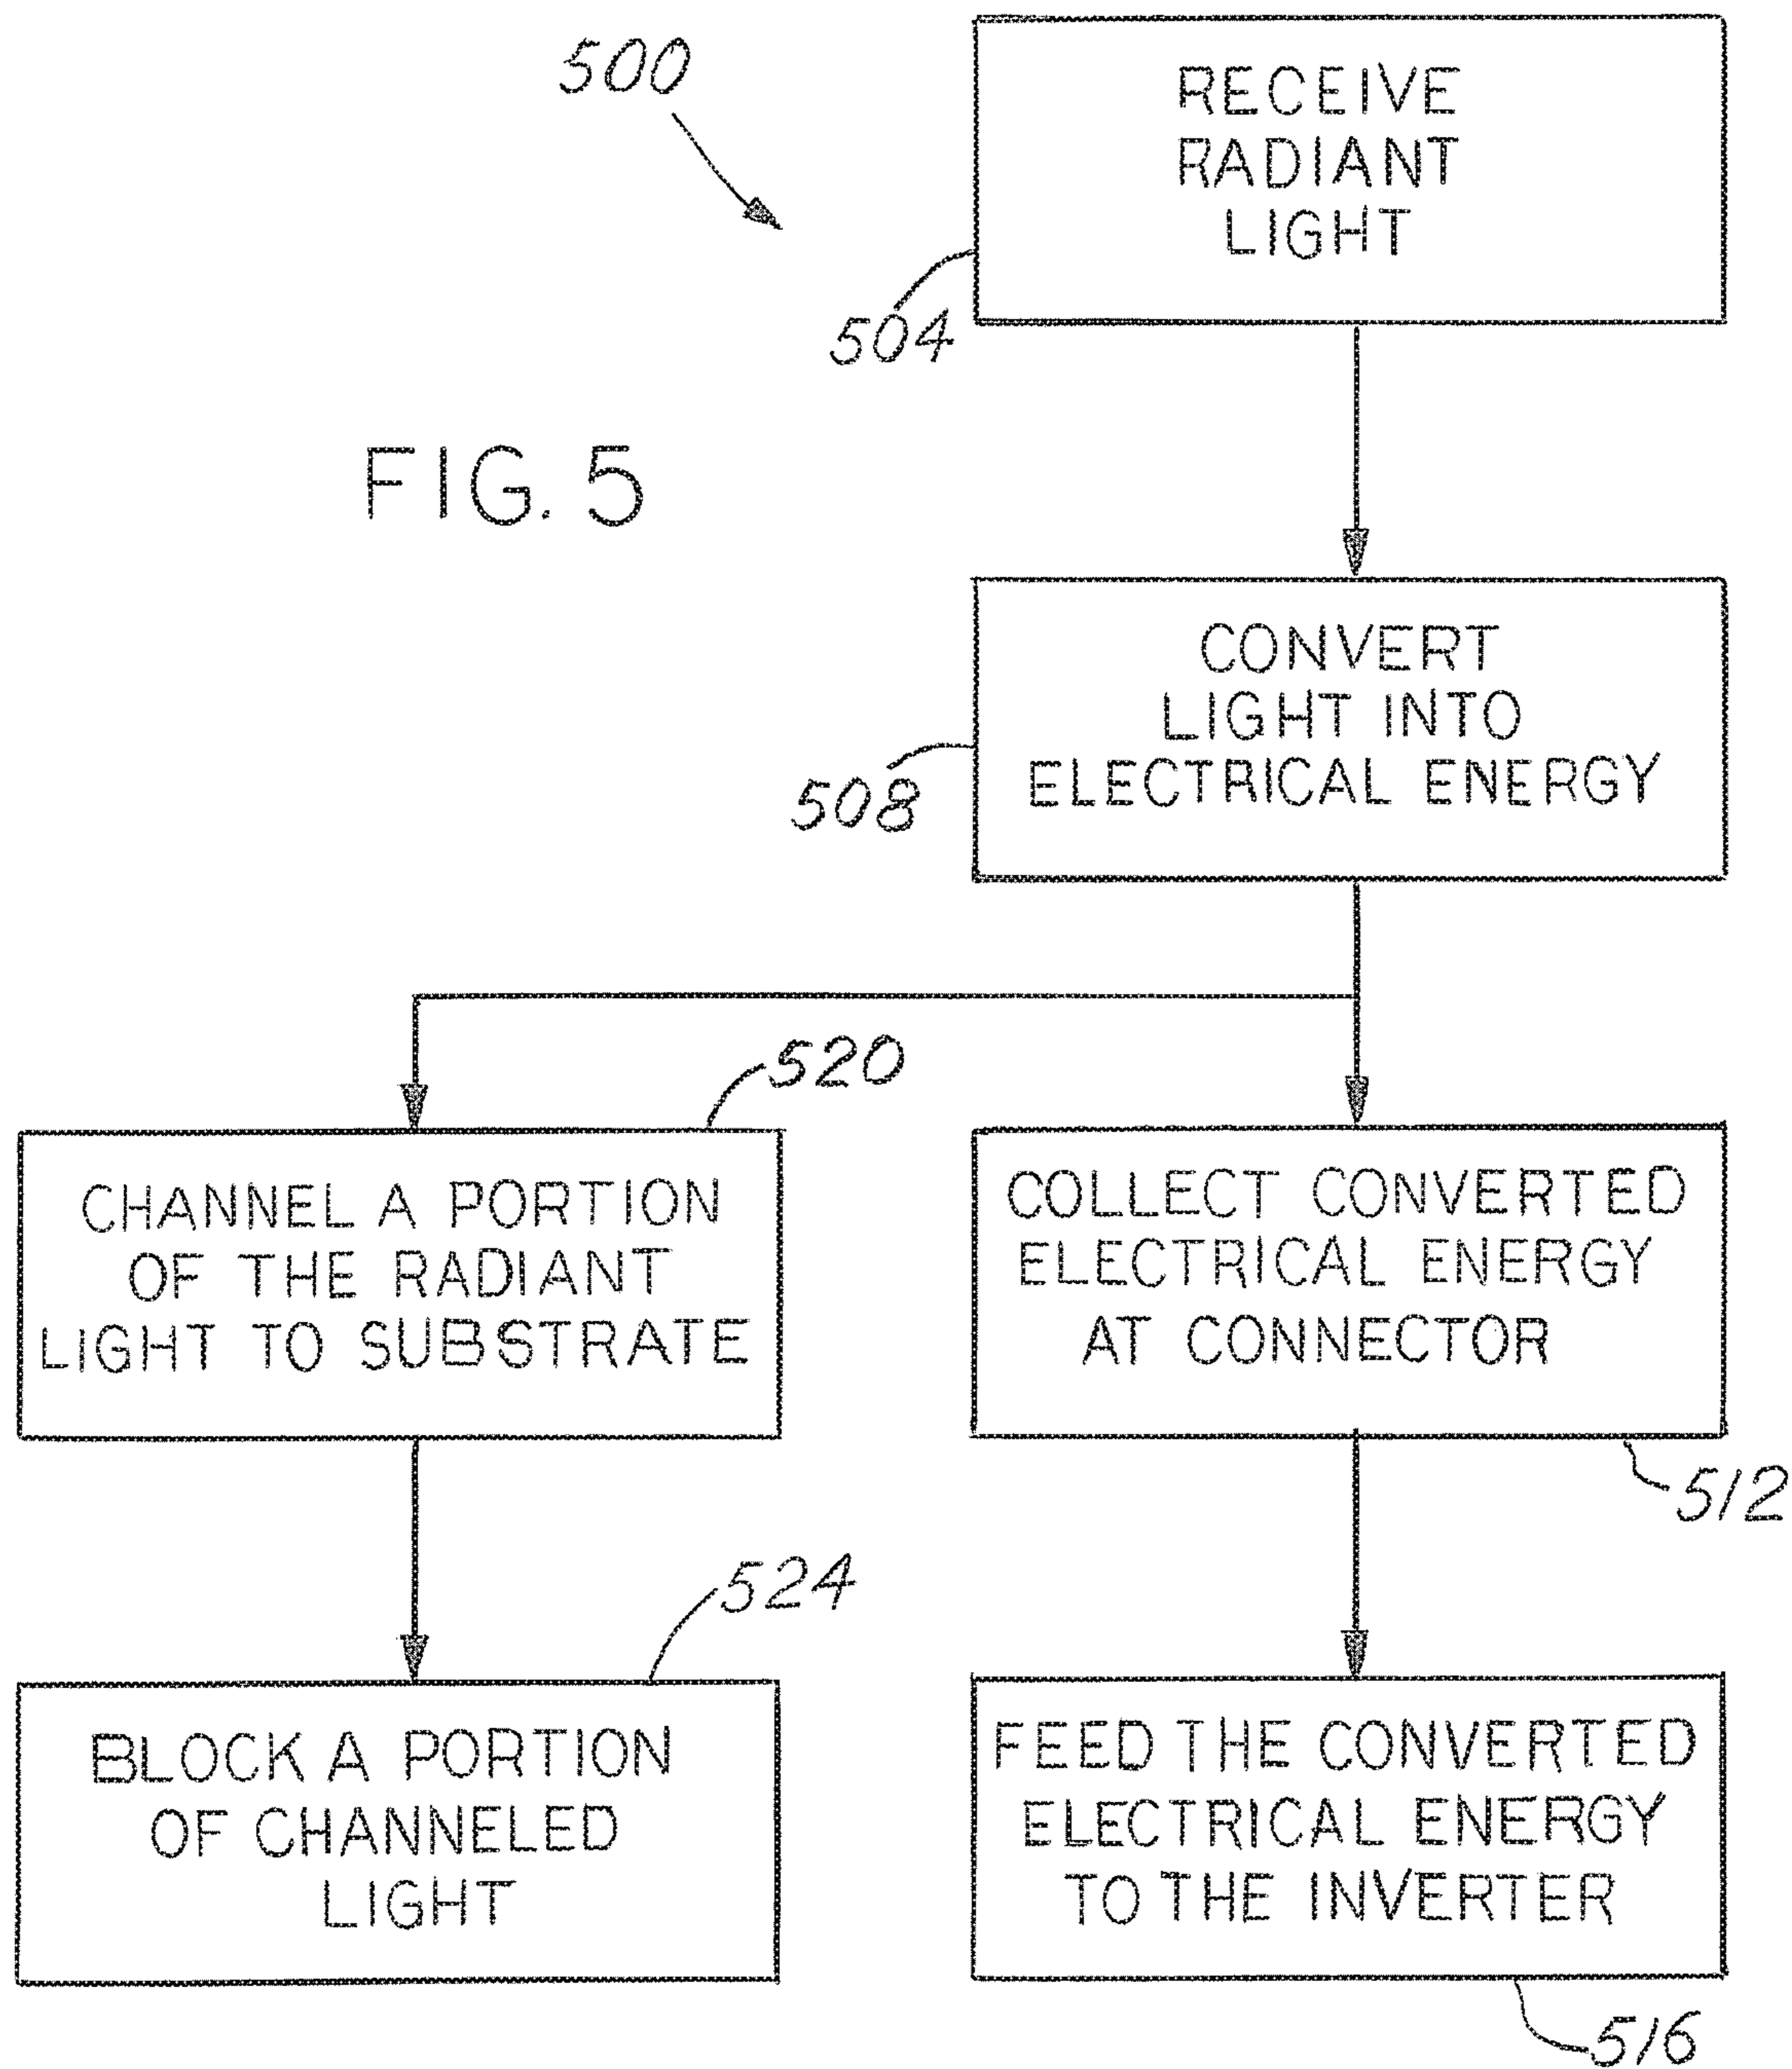 500
RECEIVE
RADIANT
LIGHT
504
FIG. 5
CONVERT
LIGHT INTO
ELECTRICAL ENERGY
508
520
CHANNEL A PORTION
OF THE RADIANT
LIGHT TO SUBSTRATE
COLLECT CONVERTED
ELECTRICAL ENERGY
AT CONNECTOR
512
524
BLOCK A PORTION
OF CHANNELED
LIGHT
FEED THE CONVERTED
ELECTRICAL ENERGY
TO THE INVERTER
516